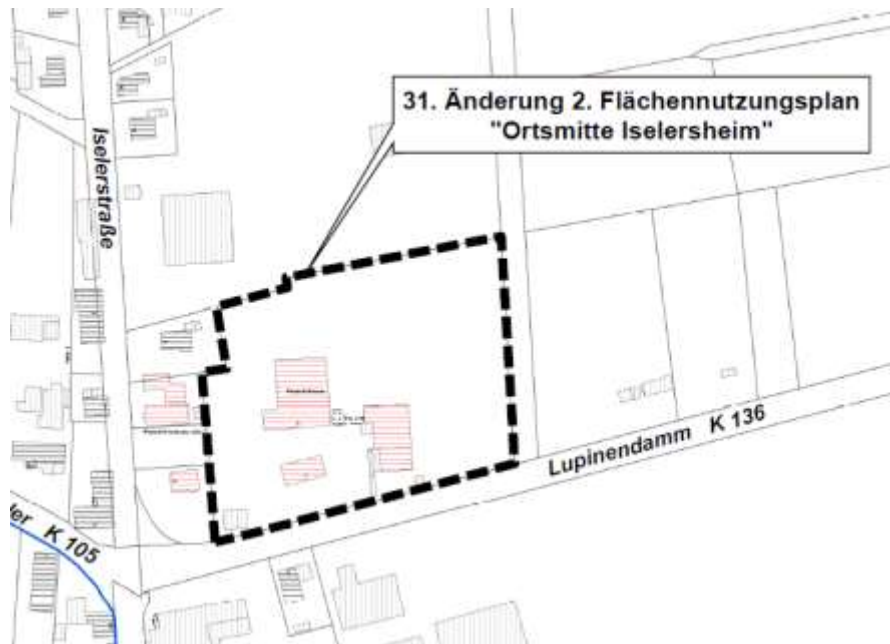 31. Änderung 2. Flächennutzungsplan
"Ortsmitte Iselersheim"
Iselerstraße
Lupinendamm K 136
K 105